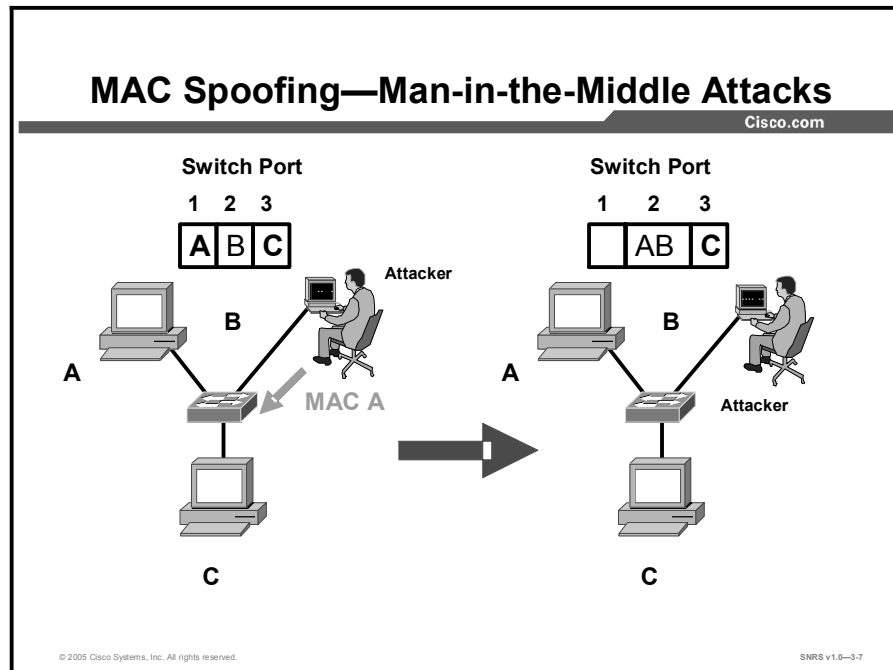 MAC Spoofing—Man-in-the-Middle Attacks
Cisco.com
Switch Port
1 2 3
A B C
Attacker
B
A
MAC A
C
Switch Port
1 2 3
AB C
B
A
Attacker
C
© 2005 Cisco Systems, Inc. All rights reserved.
SNRS v1.0—3-7